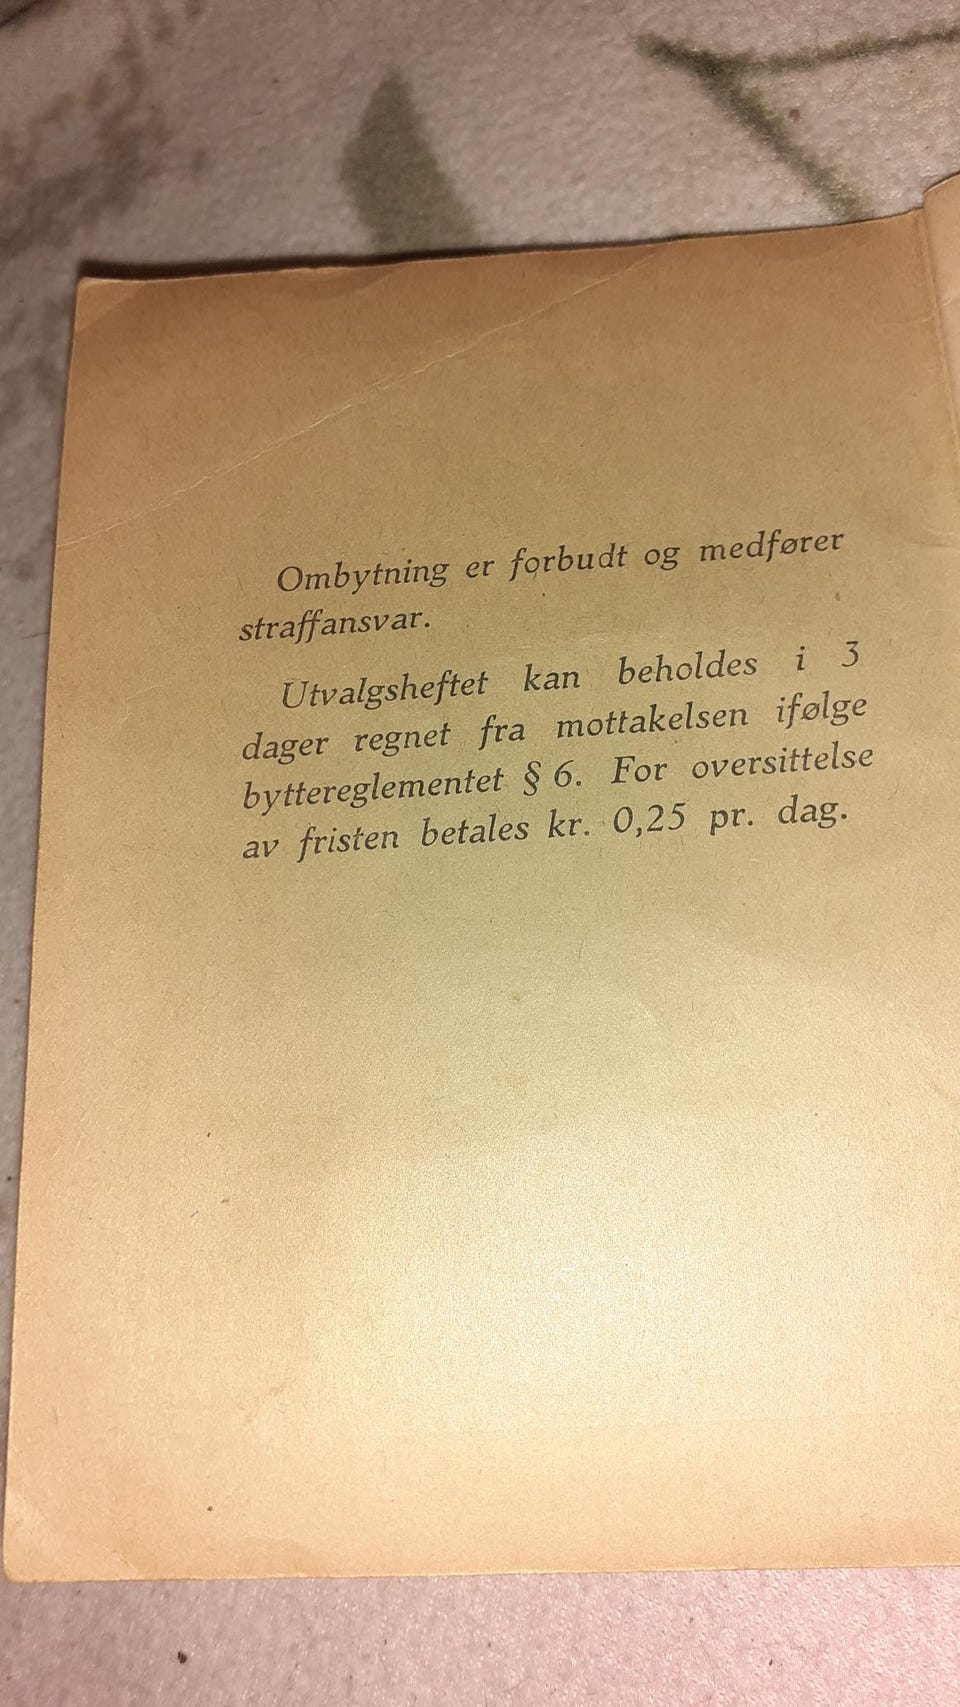 Ombytning er forbudt og medfører
straffansvar.
Utvalgsheftet kan beholdes i 3
dager regnet fra mottakelsen ifølge
byttereglementet § 6. For oversittelse
av fristen betales kr. 0,25 pr. dag.